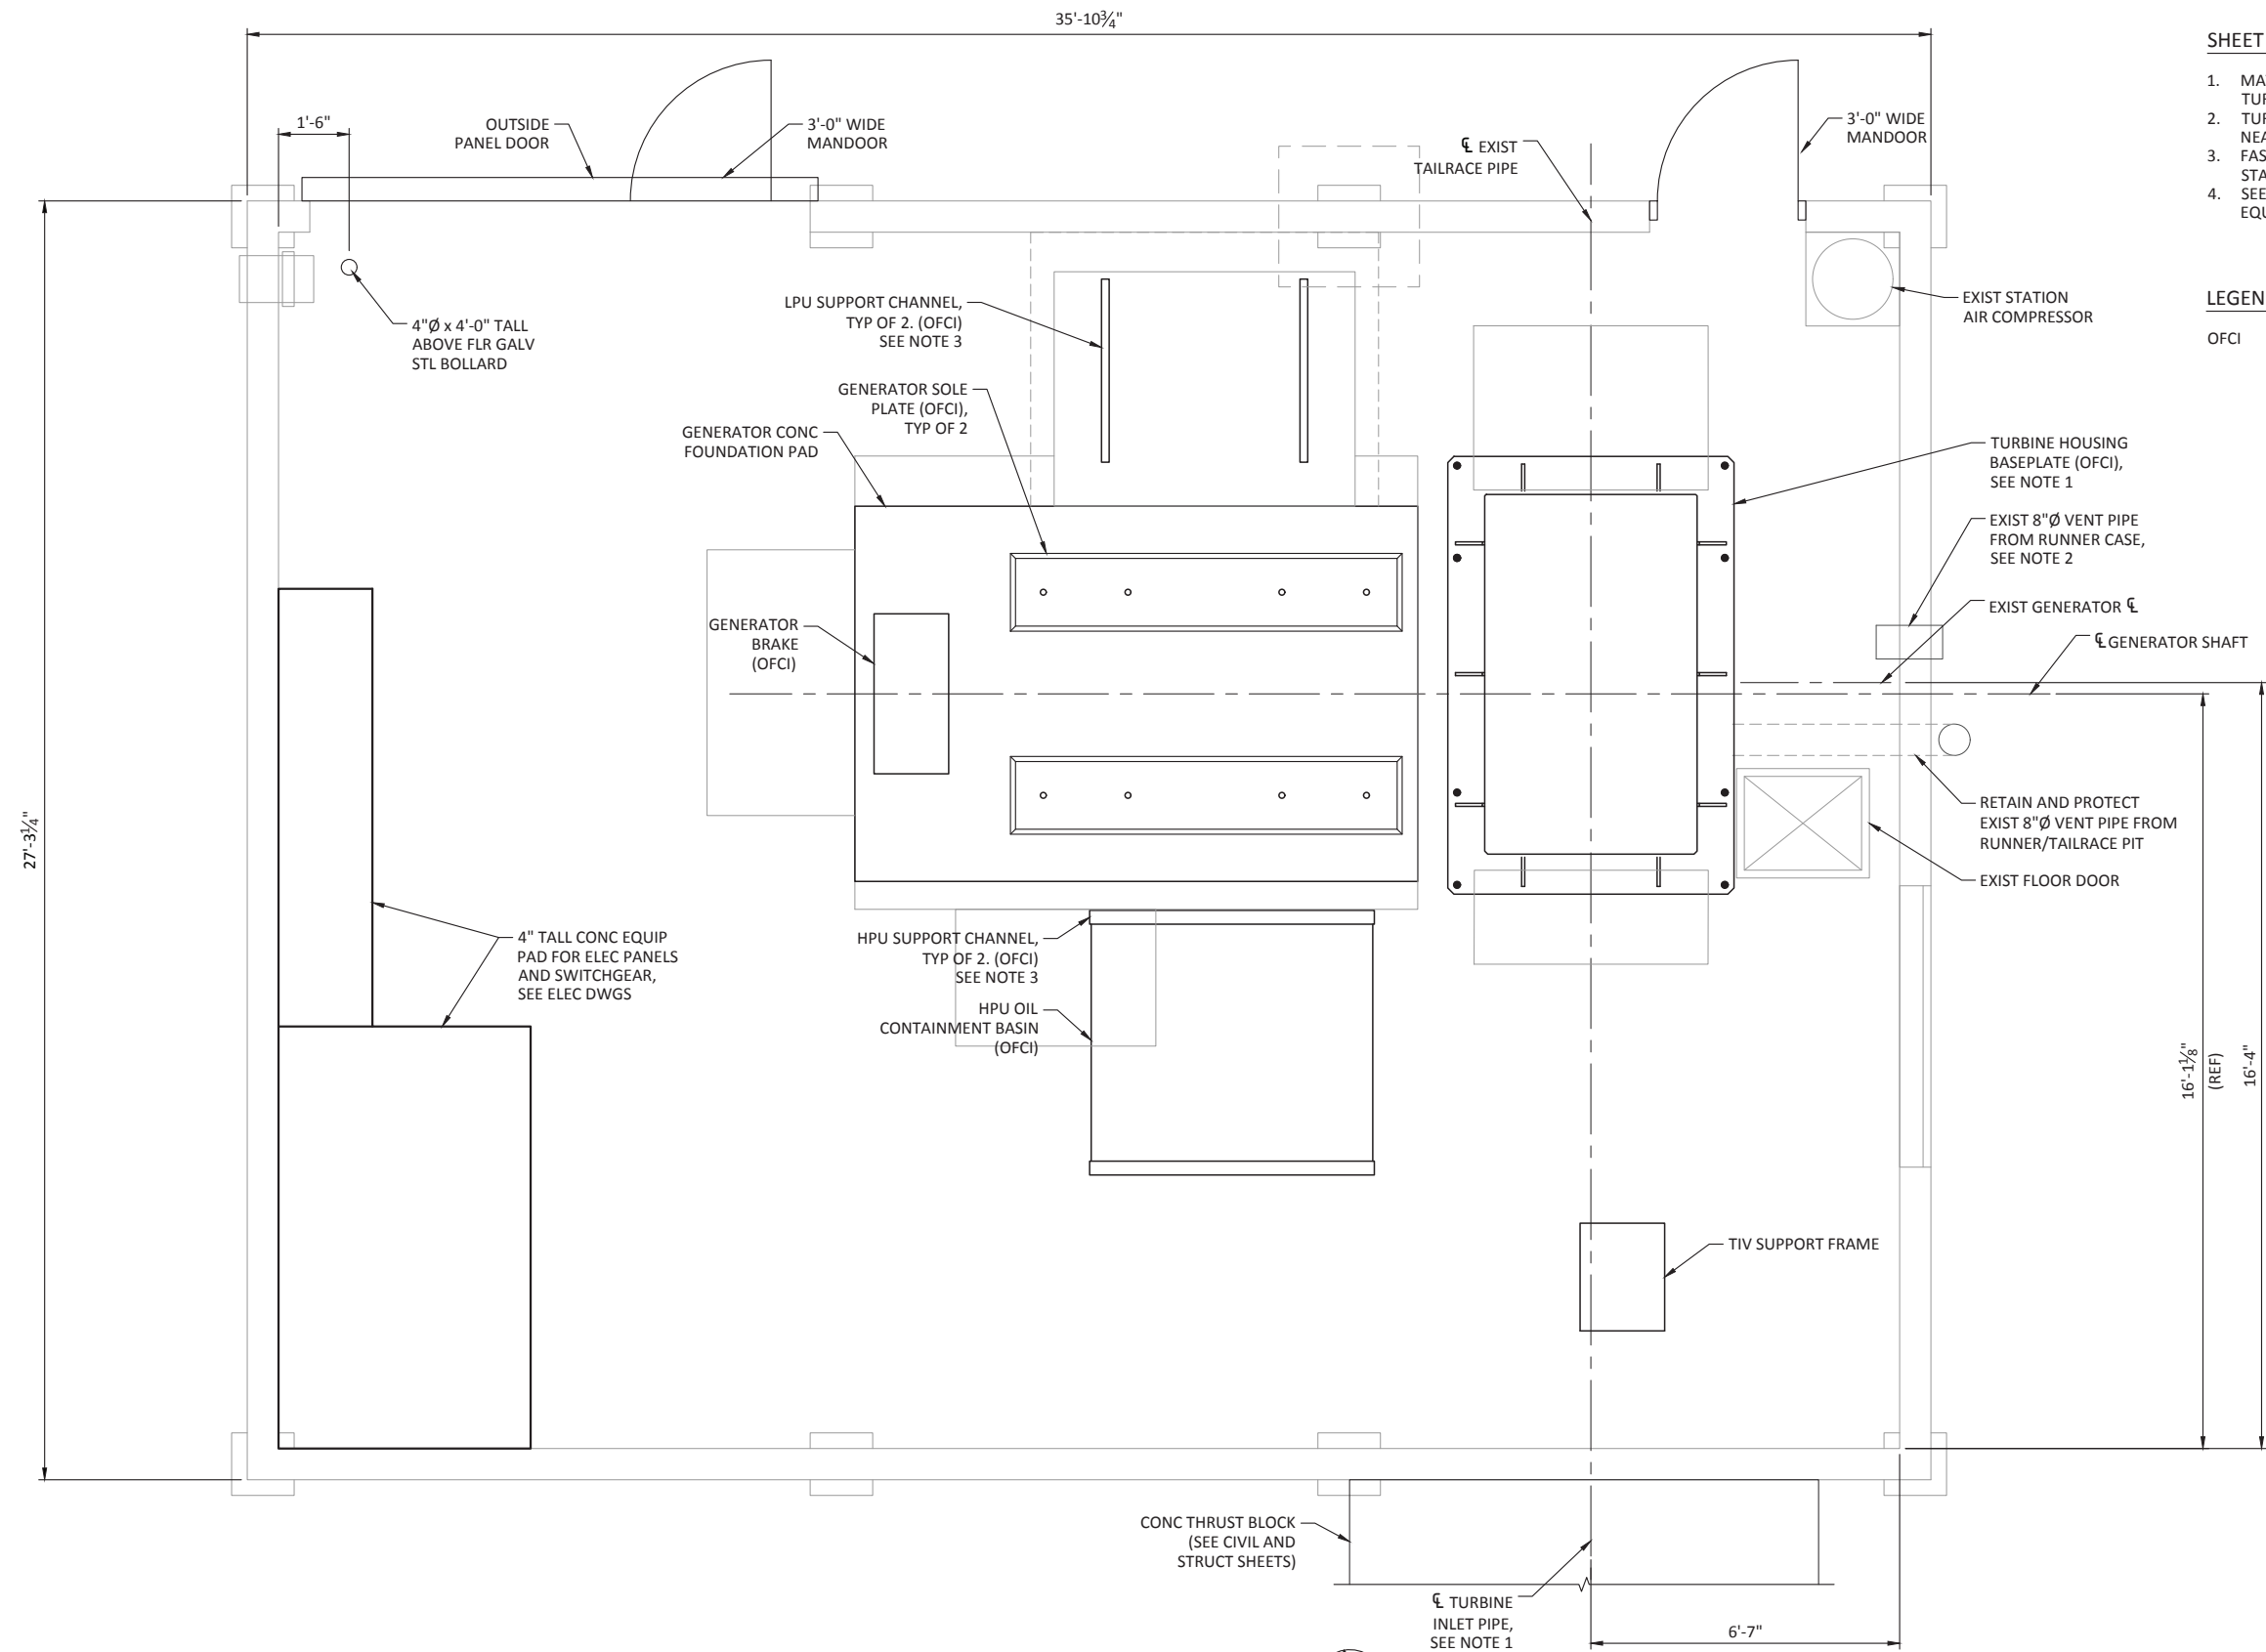 35'-10¾"
SHEET
1. MA
TUR
2. TUR
NEA
3. FAS
STA
4. SEE
EQU
LEGEN
OFCI
1'-6"
OUTSIDE
PANEL DOOR
3'-0" WIDE
MANDOOR
℄ EXIST
TAILRACE PIPE
3'-0" WIDE
MANDOOR
4"Ø x 4'-0" TALL
ABOVE FLR GALV
STL BOLLARD
LPU SUPPORT CHANNEL,
TYP OF 2. (OFCI)
SEE NOTE 3
EXIST STATION
AIR COMPRESSOR
GENERATOR SOLE
PLATE (OFCI),
TYP OF 2
GENERATOR CONC
FOUNDATION PAD
TURBINE HOUSING
BASEPLATE (OFCI),
SEE NOTE 1
EXIST 8"Ø VENT PIPE
FROM RUNNER CASE,
SEE NOTE 2
EXIST GENERATOR ℄
℄ GENERATOR SHAFT
GENERATOR
BRAKE
(OFCI)
27'-3¼"
RETAIN AND PROTECT
EXIST 8"Ø VENT PIPE FROM
RUNNER/TAILRACE PIT
EXIST FLOOR DOOR
4" TALL CONC EQUIP
PAD FOR ELEC PANELS
AND SWITCHGEAR,
SEE ELEC DWGS
HPU SUPPORT CHANNEL,
TYP OF 2. (OFCI)
SEE NOTE 3
HPU OIL
CONTAINMENT BASIN
(OFCI)
16'-1⅛"
(REF)
16'-4"
TIV SUPPORT FRAME
CONC THRUST BLOCK
(SEE CIVIL AND
STRUCT SHEETS)
℄ TURBINE
INLET PIPE,
SEE NOTE 1
6'-7"